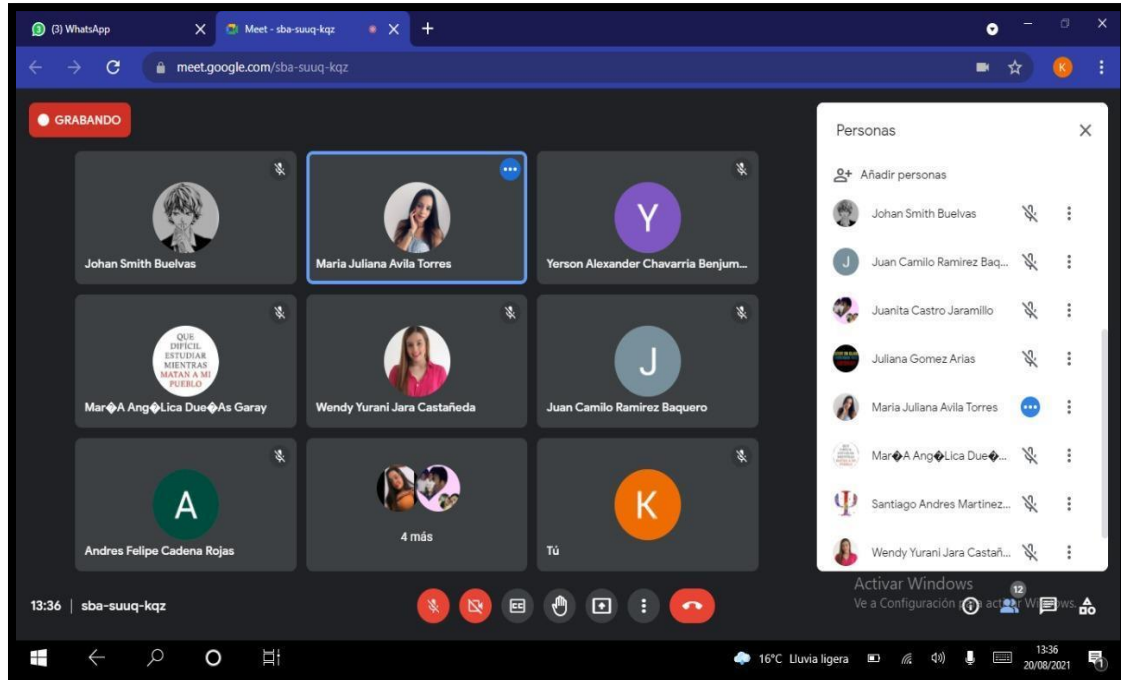 (3) WhatsApp
Meet - sba-suuq-kqz
meet.google.com/sba-suuq-kqz
K
GRABANDO
Johan Smith Buelvas
Maria Juliana Avila Torres
Y
Yerson Alexander Chavarria Benjum...
QUE
DIFÍCIL
ESTUDIAR
MIENTRAS
MATAN A MI
PUEBLO
Mar�A Ang�Lica Due�As Garay
Wendy Yurani Jara Castañeda
J
Juan Camilo Ramirez Baquero
A
Andres Felipe Cadena Rojas
4 más
K
Tú
Personas
Añadir personas
Johan Smith Buelvas
J
Juan Camilo Ramirez Baq...
Juanita Castro Jaramillo
Juliana Gomez Arias
Maria Juliana Avila Torres
Mar�A Ang�Lica Due�...
Santiago Andres Martinez...
Wendy Yurani Jara Castañ...
Activar Windows
Ve a Configuración para activar Windows.
13:36 | sba-suuq-kqz
12
16°C Lluvia ligera
13:36
20/08/2021
1